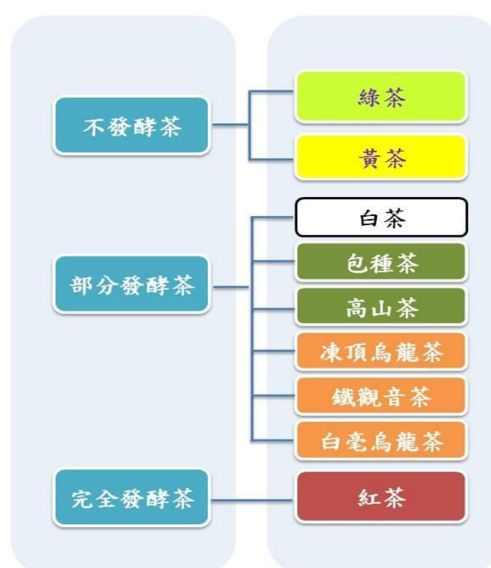 不發酵茶
綠茶
黃茶
部分發酵茶
白茶
包種茶
高山茶
凍頂烏龍茶
鐵觀音茶
白毫烏龍茶
完全發酵茶
紅茶